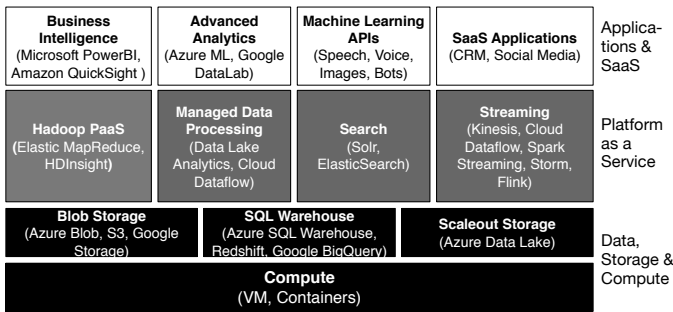 Business
Intelligence
(Microsoft PowerBI,
Amazon QuickSight )
Advanced
Analytics
(Azure ML, Google
DataLab)
Machine Learning
APIs
(Speech, Voice,
Images, Bots)
SaaS Applications
(CRM, Social Media)
Applica-
tions &
SaaS
Hadoop PaaS
(Elastic MapReduce,
HDInsight)
Managed Data
Processing
(Data Lake
Analytics, Cloud
Dataflow)
Search
(Solr,
ElasticSearch)
Streaming
(Kinesis, Cloud
Dataflow, Spark
Streaming, Storm,
Flink)
Platform
as a
Service
Blob Storage
(Azure Blob, S3, Google
Storage)
SQL Warehouse
(Azure SQL Warehouse,
Redshift, Google BigQuery)
Scaleout Storage
(Azure Data Lake)
Data,
Storage &
Compute
Compute
(VM, Containers)